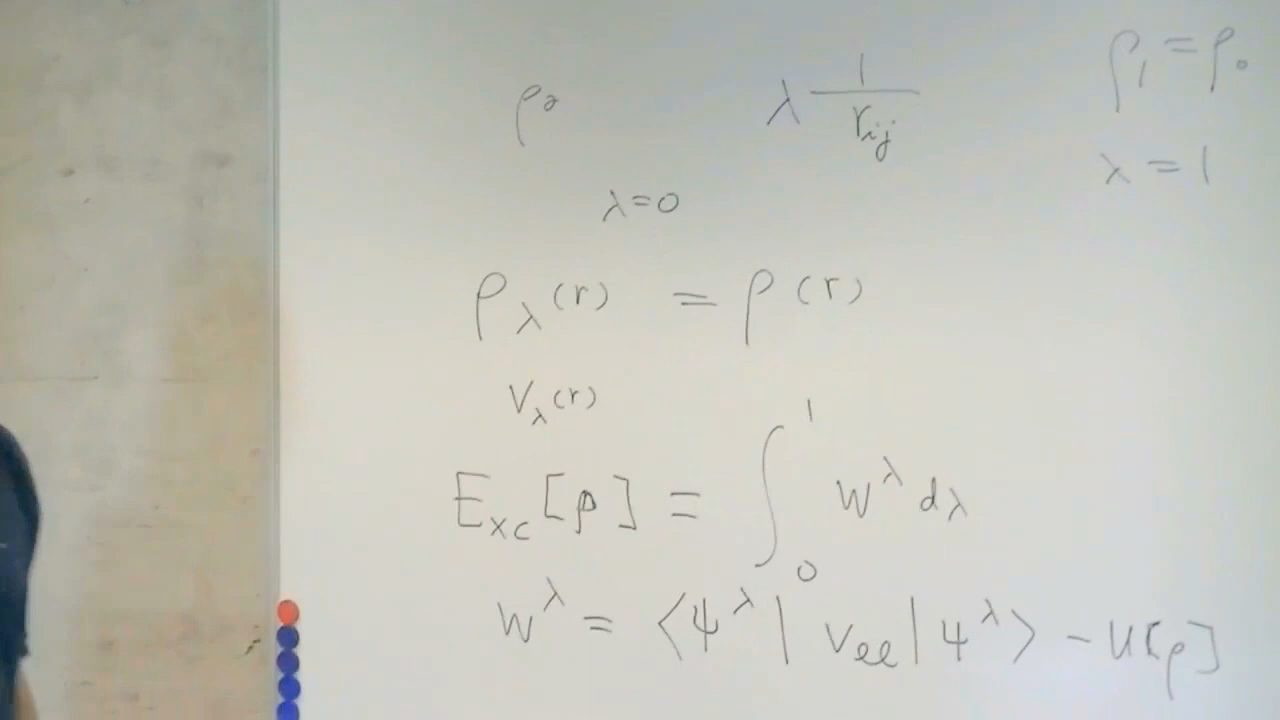 ρ₀ λ 1/r_ij ρ₁ = ρ₀
λ = 0 λ = 1
ρ_λ(r) = ρ(r)
V_λ(r)
E_xc[ρ] = ∫₀¹ W^λ dλ
W^λ = ⟨Ψ^λ | V_ee | Ψ^λ⟩ - U[ρ]